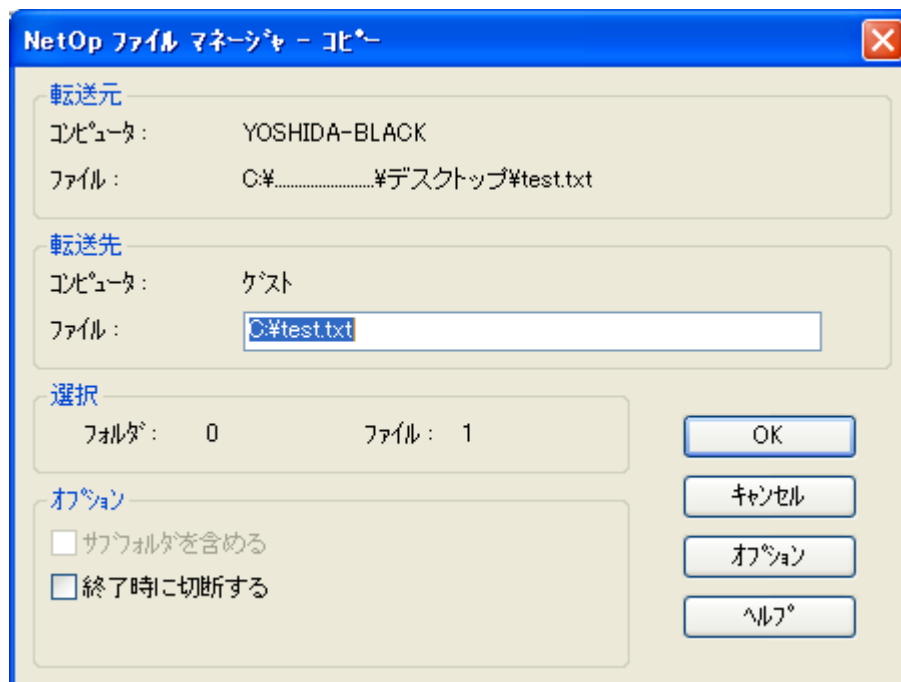 NetOp ﾌｧｲﾙ ﾏﾈｰｼﾞｬ - ｺﾋﾟｰ
転送元
ｺﾝﾋﾟｭｰﾀ : YOSHIDA-BLACK
ﾌｧｲﾙ : C:¥........................¥デスクトップ¥test.txt
転送先
ｺﾝﾋﾟｭｰﾀ : ｹﾞｽﾄ
ﾌｧｲﾙ : C:¥test.txt
選択
ﾌｫﾙﾀﾞ : 0 ﾌｧｲﾙ : 1
ｵﾌﾟｼｮﾝ
ｻﾌﾞﾌｫﾙﾀﾞを含める
終了時に切断する
OK
ｷｬﾝｾﾙ
ｵﾌﾟｼｮﾝ
ﾍﾙﾌﾟ